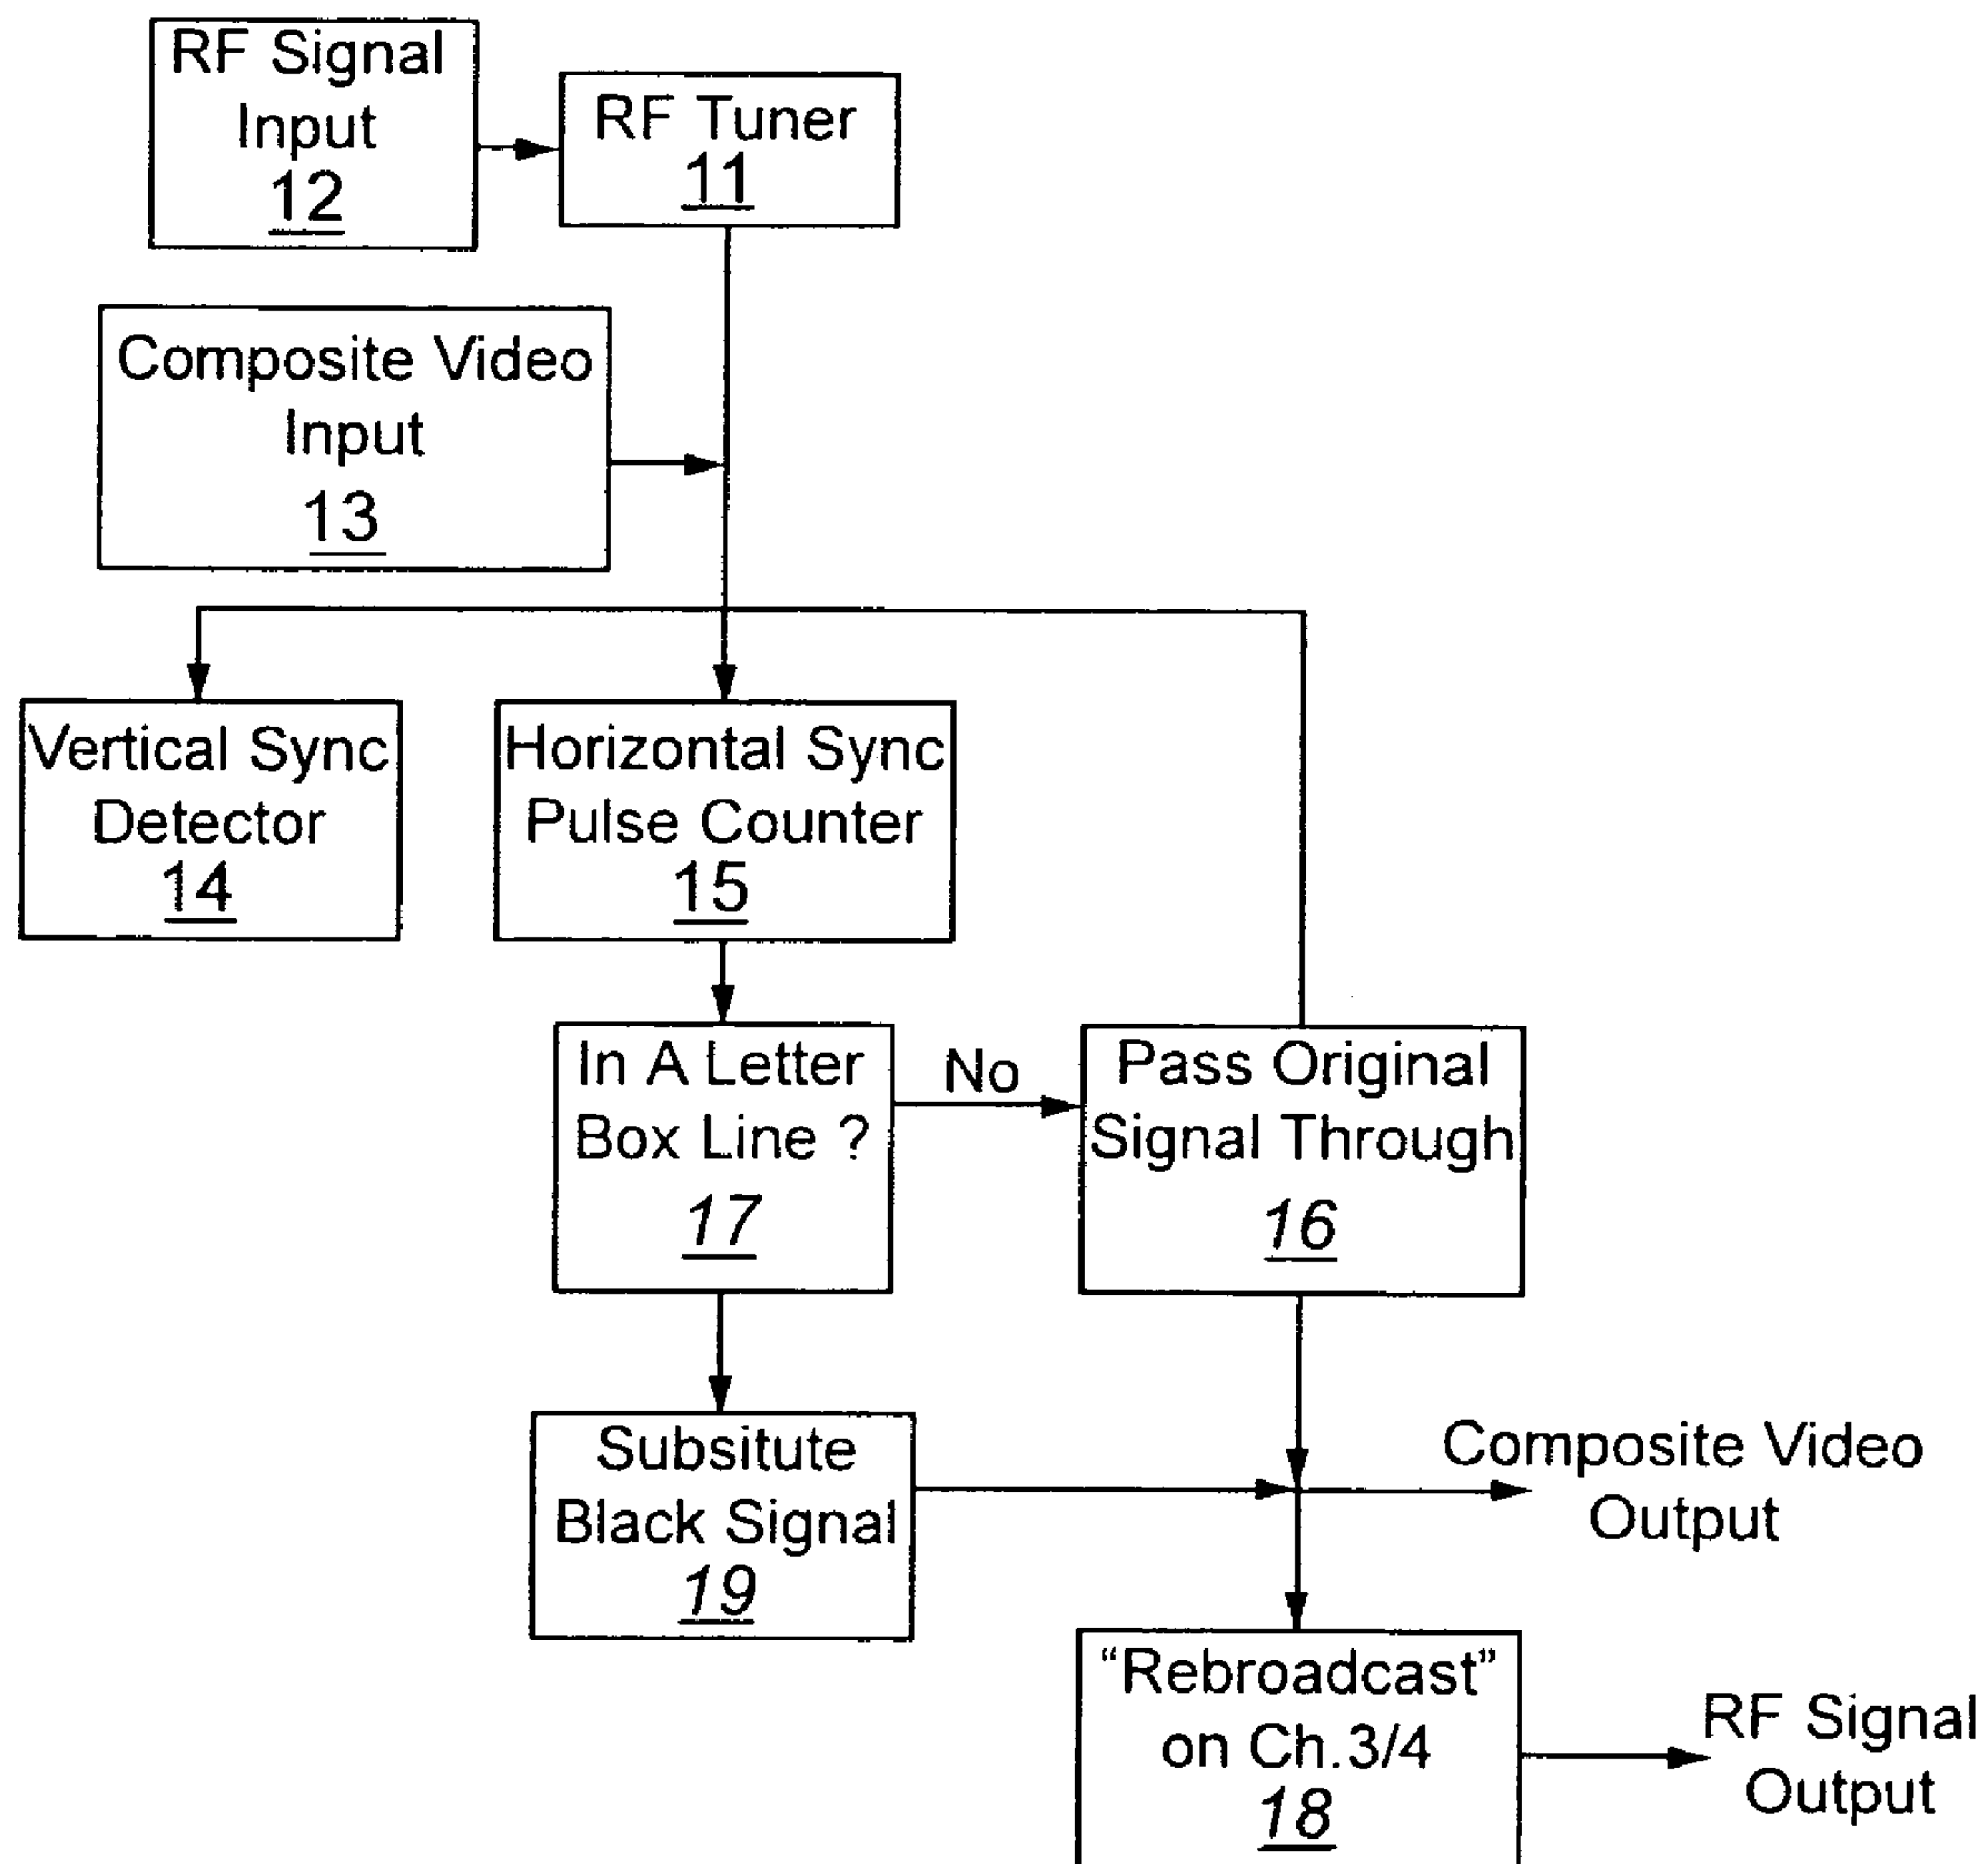 RF Signal
Input
12
RF Tuner
11
Composite Video
Input
13
Vertical Sync
Detector
14
Horizontal Sync
Pulse Counter
15
In A Letter
Box Line ?
17
No
Pass Original
Signal Through
16
Subsitute
Black Signal
19
Composite Video
Output
“Rebroadcast”
on Ch.3/4
18
RF Signal
Output